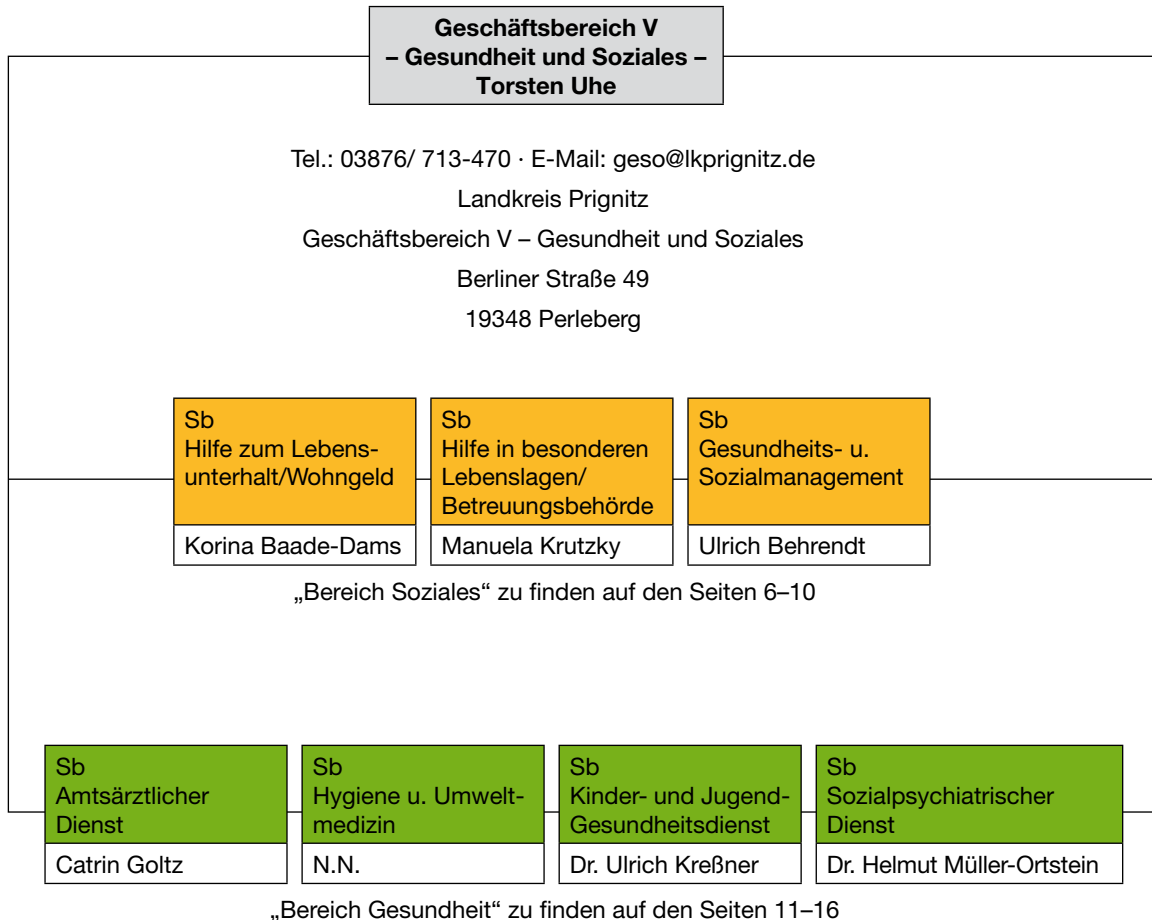 Geschäftsbereich V
– Gesundheit und Soziales –
Torsten Uhe
Tel.: 03876/ 713-470 · E-Mail: geso@lkprignitz.de
Landkreis Prignitz
Geschäftsbereich V – Gesundheit und Soziales
Berliner Straße 49
19348 Perleberg
Sb
Hilfe zum Lebens-
unterhalt/Wohngeld
Korina Baade-Dams
Sb
Hilfe in besonderen
Lebenslagen/
Betreuungsbehörde
Manuela Krutzky
Sb
Gesundheits- u.
Sozialmanagement
Ulrich Behrendt
„Bereich Soziales“ zu finden auf den Seiten 6–10
Sb
Amtsärztlicher
Dienst
Catrin Goltz
Sb
Hygiene u. Umwelt-
medizin
N.N.
Sb
Kinder- und Jugend-
Gesundheitsdienst
Dr. Ulrich Kreßner
Sb
Sozialpsychiatrischer
Dienst
Dr. Helmut Müller-Ortstein
„Bereich Gesundheit“ zu finden auf den Seiten 11–16